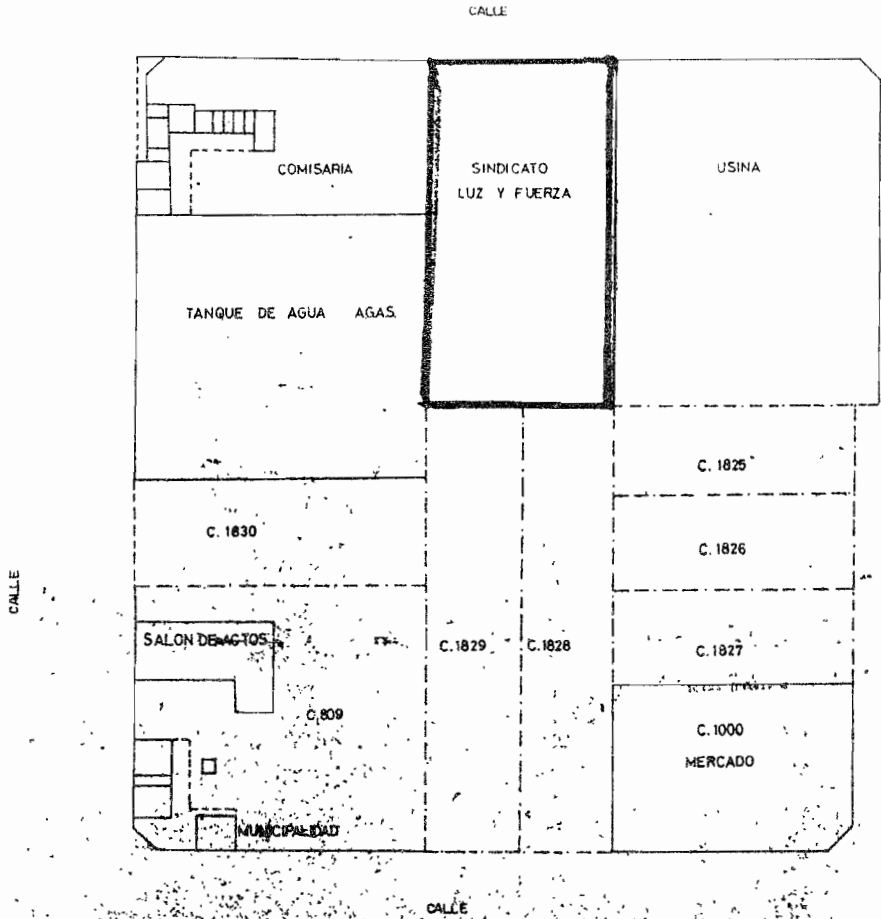 CALLE
COMISARIA
SINDICATO
LUZ Y FUERZA
USINA
TANQUE DE AGUA AGAS.
C. 1825
C. 1830
C. 1826
CALLE
SALON DE ACTOS
C.1829
C.1828
C.1827
C.809
C.1000
MERCADO
MUNICIPALIDAD
CALLE